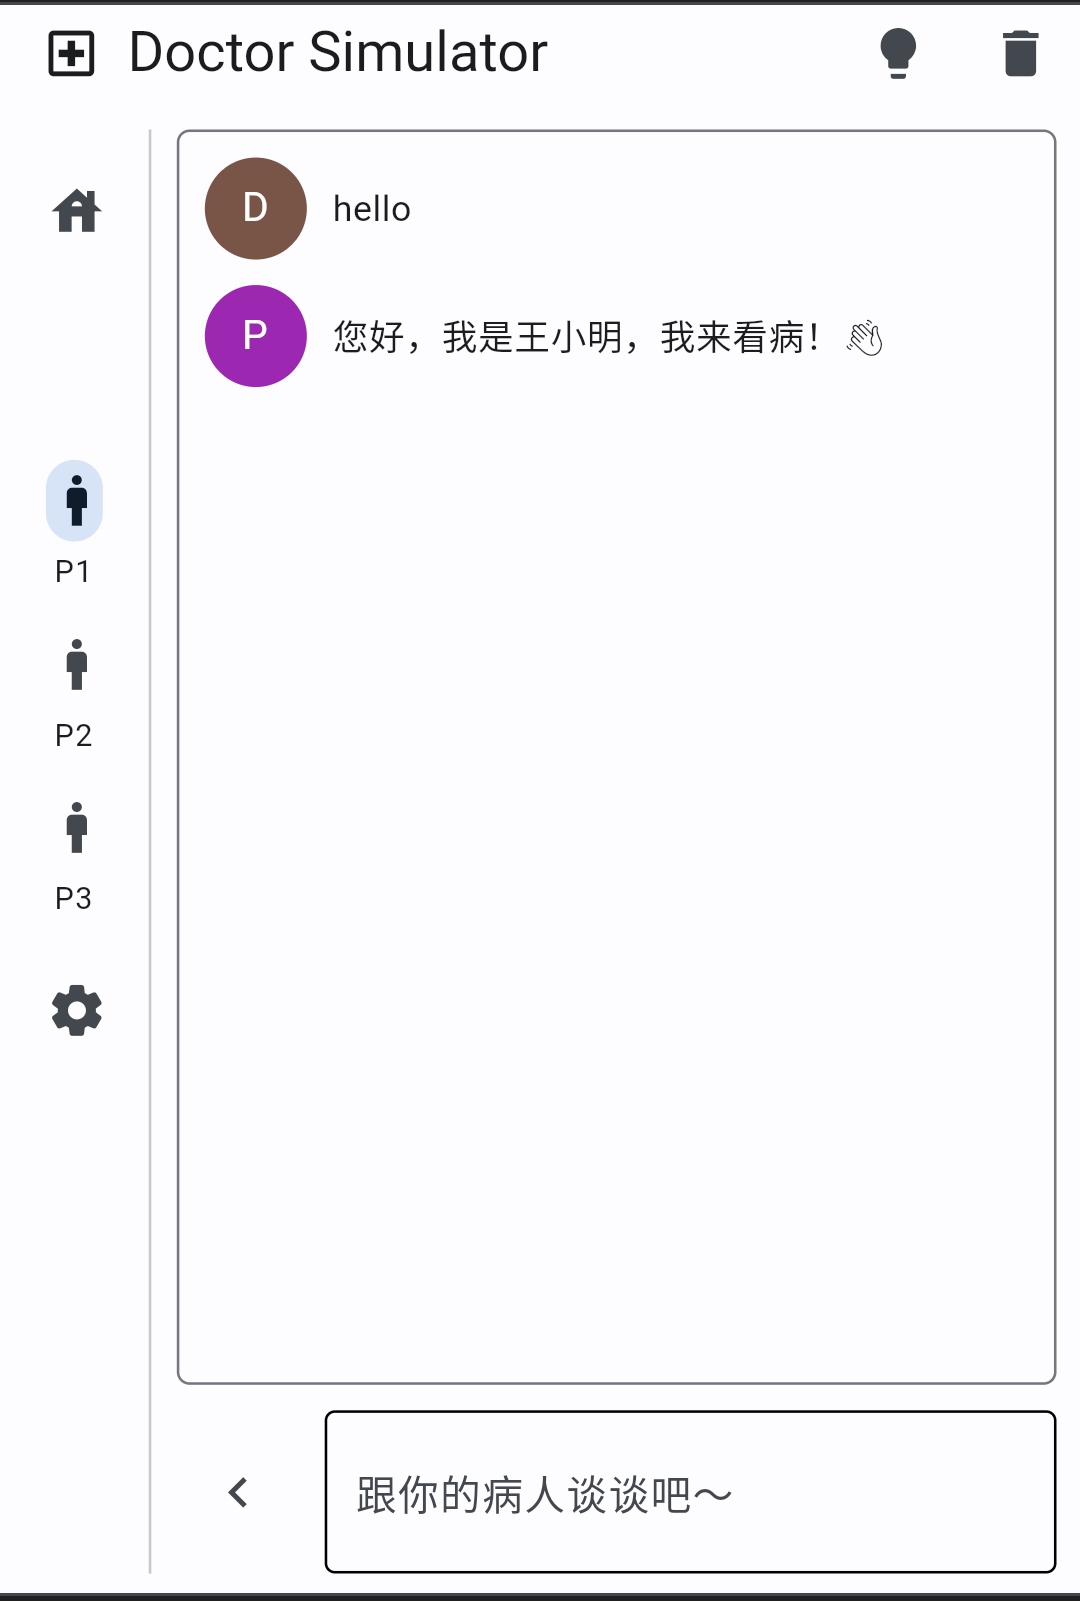 Doctor Simulator
D
hello
P
您好，我是王小明，我来看病！ 👋
P1
P2
P3
跟你的病人谈谈吧～